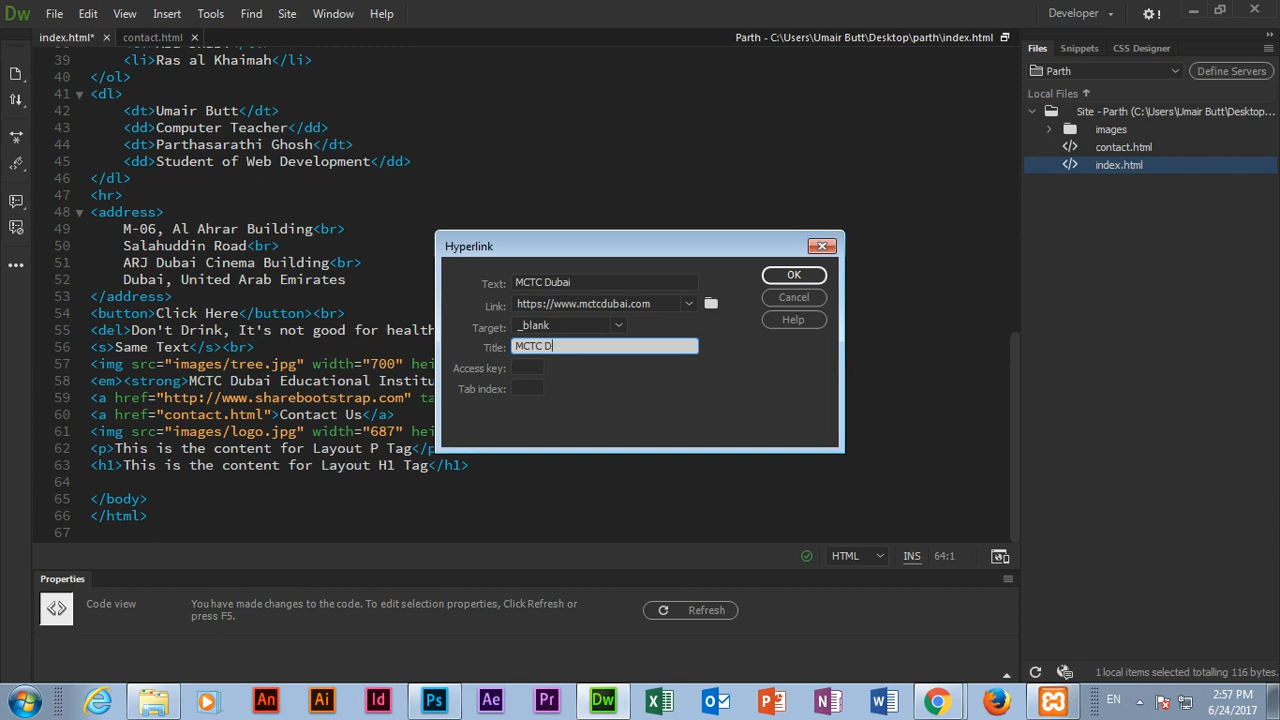 Dw File Edit View Insert Tools Find Site Window Help Developer
index.html* contact.html Parth - C:\Users\Umair Butt\Desktop\parth\index.html
39 <li>Ras al Khaimah</li>
40 </ol>
41 <dl>
42 <dt>Umair Butt</dt>
43 <dd>Computer Teacher</dd>
44 <dt>Parthasarathi Ghosh</dt>
45 <dd>Student of Web Development</dd>
46 </dl>
47 <hr>
48 <address>
49 M-06, Al Ahrar Building<br>
50 Salahuddin Road<br>
51 ARJ Dubai Cinema Building<br>
52 Dubai, United Arab Emirates
53 </address>
54 <button>Click Here</button><br>
55 <del>Don't Drink, It's not good for health
56 <s>Same Text</s><br>
57 <img src="images/tree.jpg" width="700" hei
58 <em><strong>MCTC Dubai Educational Institu
59 <a href="http://www.sharebootstrap.com" ta
60 <a href="contact.html">Contact Us</a>
61 <img src="images/logo.jpg" width="687" hei
62 <p>This is the content for Layout P Tag</p
63 <h1>This is the content for Layout H1 Tag</h1>
64
65 </body>
66 </html>
67
Hyperlink
Text: MCTC Dubai
Link: https://www.mctcdubai.com
Target: _blank
Title: MCTC D
Access key:
Tab index:
OK
Cancel
Help
Files Snippets CSS Designer
Parth Define Servers
Local Files
Site - Parth (C:\Users\Umair Butt\Desktop...
images
contact.html
index.html
HTML INS 64:1
Properties
Code view You have made changes to the code. To edit selection properties, Click Refresh or
press F5.
Refresh
1 local items selected totalling 116 bytes.
An Ai Id Ps Ae Pr Dw EN
2:57 PM
6/24/2017